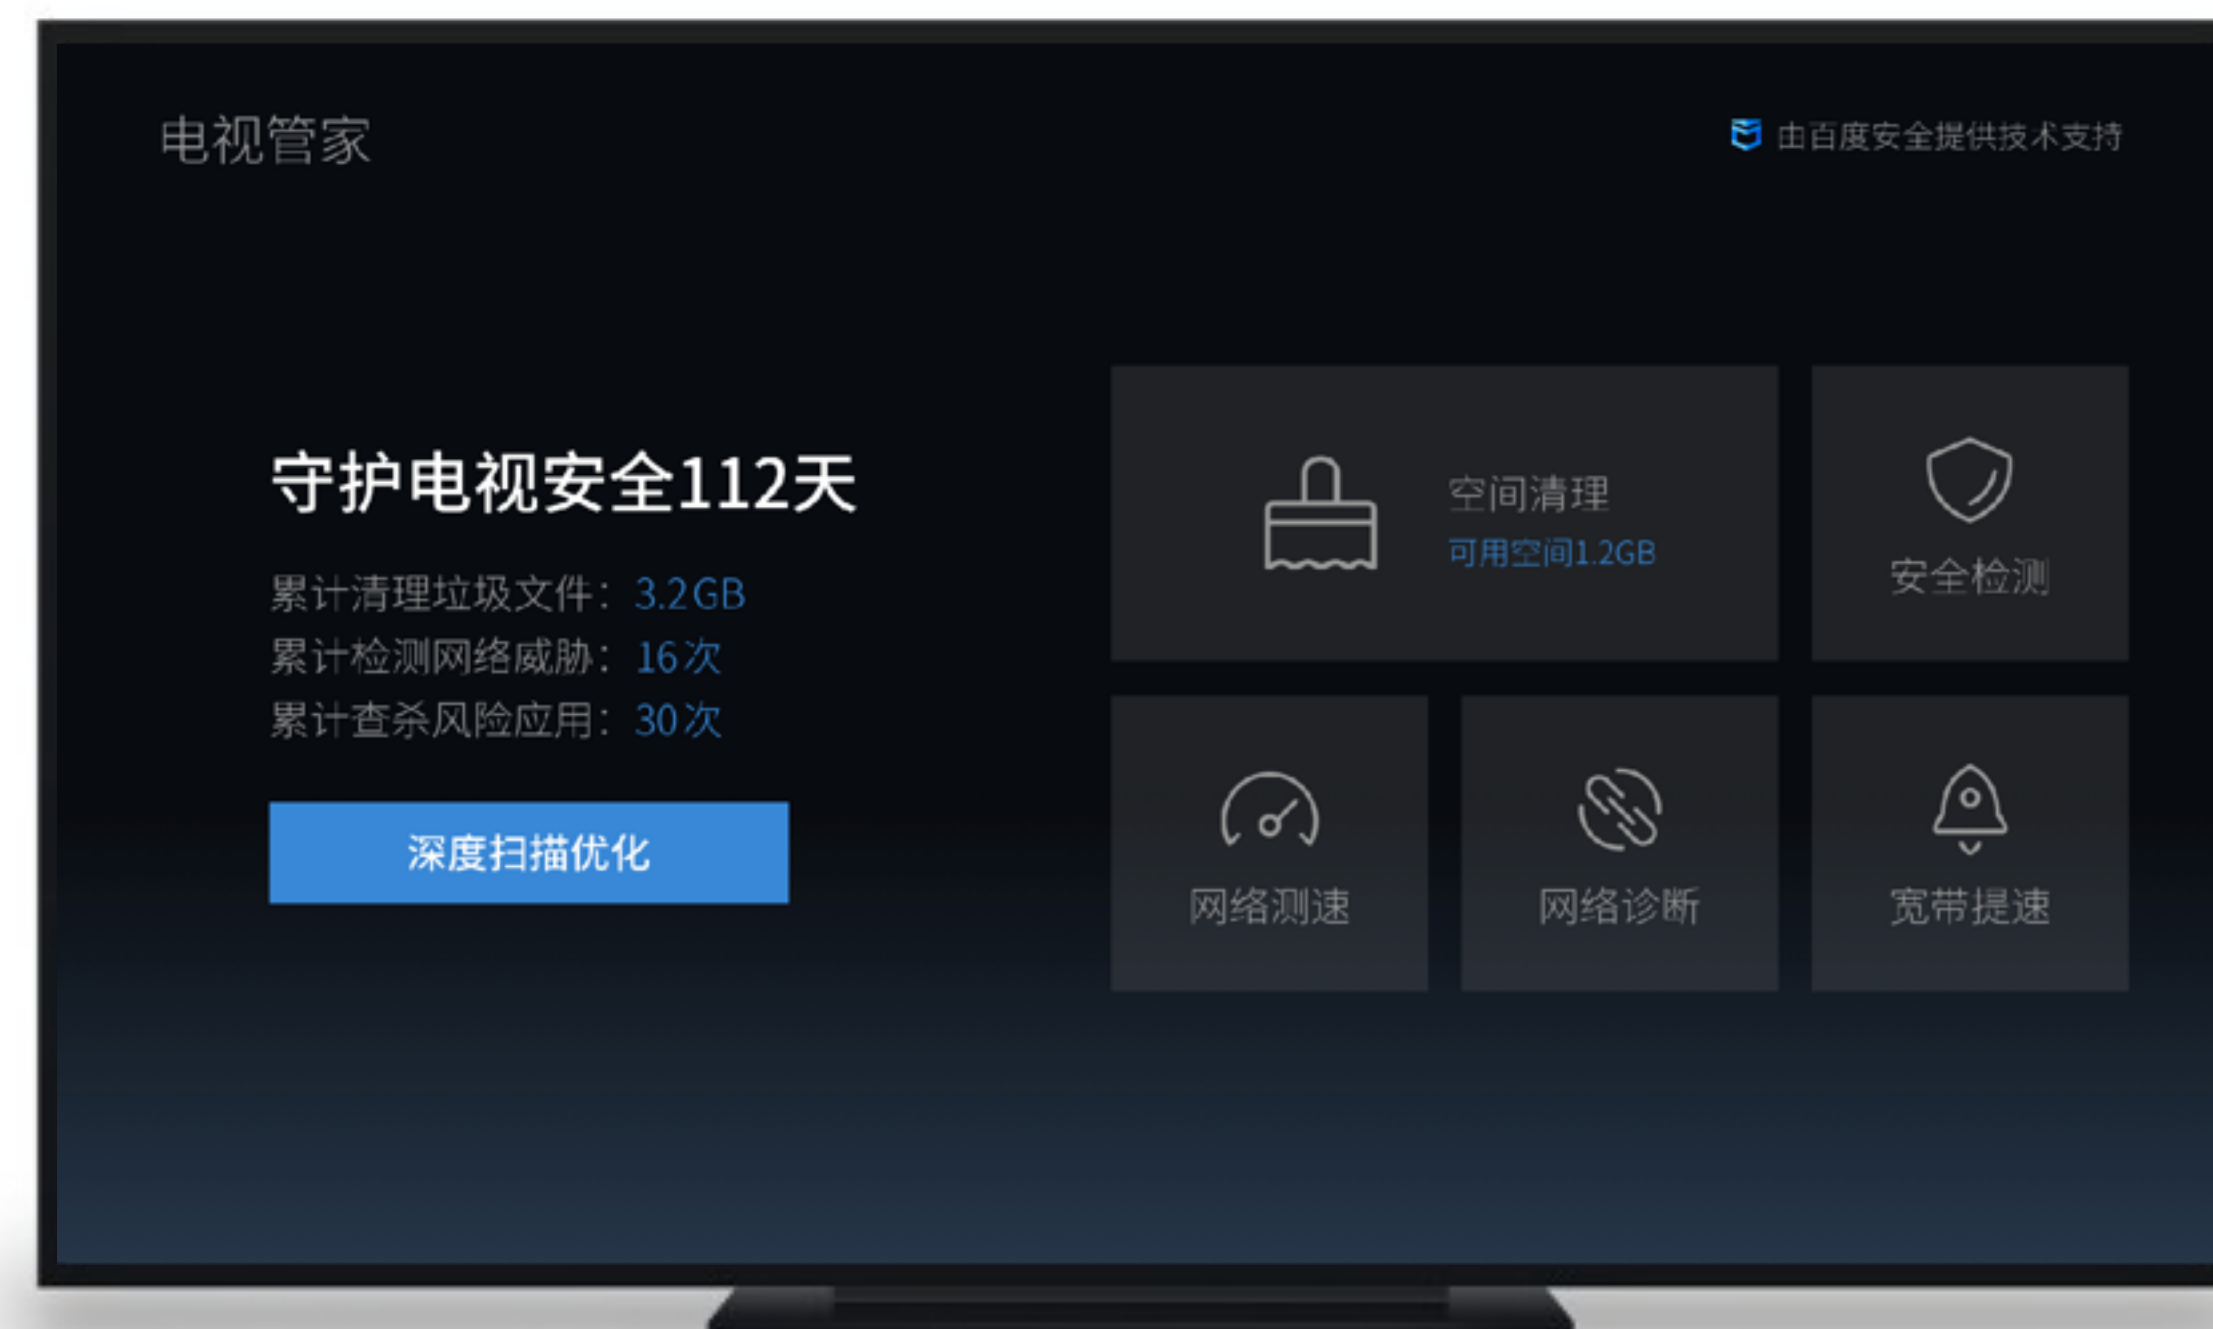 电视管家
由百度安全提供技术支持
守护电视安全112天
累计清理垃圾文件：3.2GB
累计检测网络威胁：16次
累计查杀风险应用：30次
深度扫描优化
空间清理
可用空间1.2GB
安全检测
网络测速
网络诊断
宽带提速